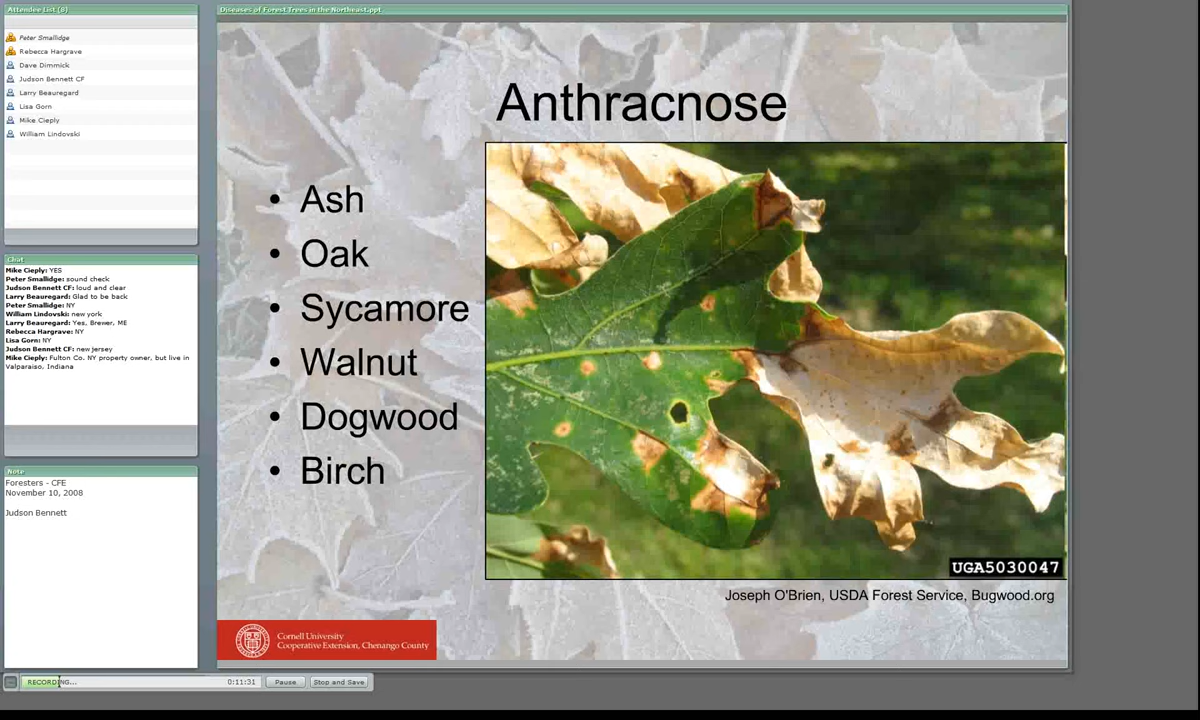 Attendee List (8)
Peter Smallidge
Rebecca Hargrave
Dave Dimmick
Judson Bennett CF
Larry Beauregard
Lisa Gorn
Mike Cieply
William Lindovski
Chat
Mike Cieply: YES
Peter Smallidge: sound check
Judson Bennett CF: loud and clear
Larry Beauregard: Glad to be back
Peter Smallidge: NY
William Lindovski: new york
Larry Beauregard: Yes, Brewer, ME
Rebecca Hargrave: NY
Lisa Gorn: NY
Judson Bennett CF: new jersey
Mike Cieply: Fulton Co. NY property owner, but live in
Valparaiso, Indiana
Note
Foresters - CFE
November 10, 2008
Judson Bennett
Diseases of Forest Trees in the Northeast.ppt
Anthracnose
• Ash
• Oak
• Sycamore
• Walnut
• Dogwood
• Birch
UGA5030047
Joseph O'Brien, USDA Forest Service, Bugwood.org
Cornell University
Cooperative Extension, Chenango County
RECORDING... 0:11:31 Pause Stop and Save